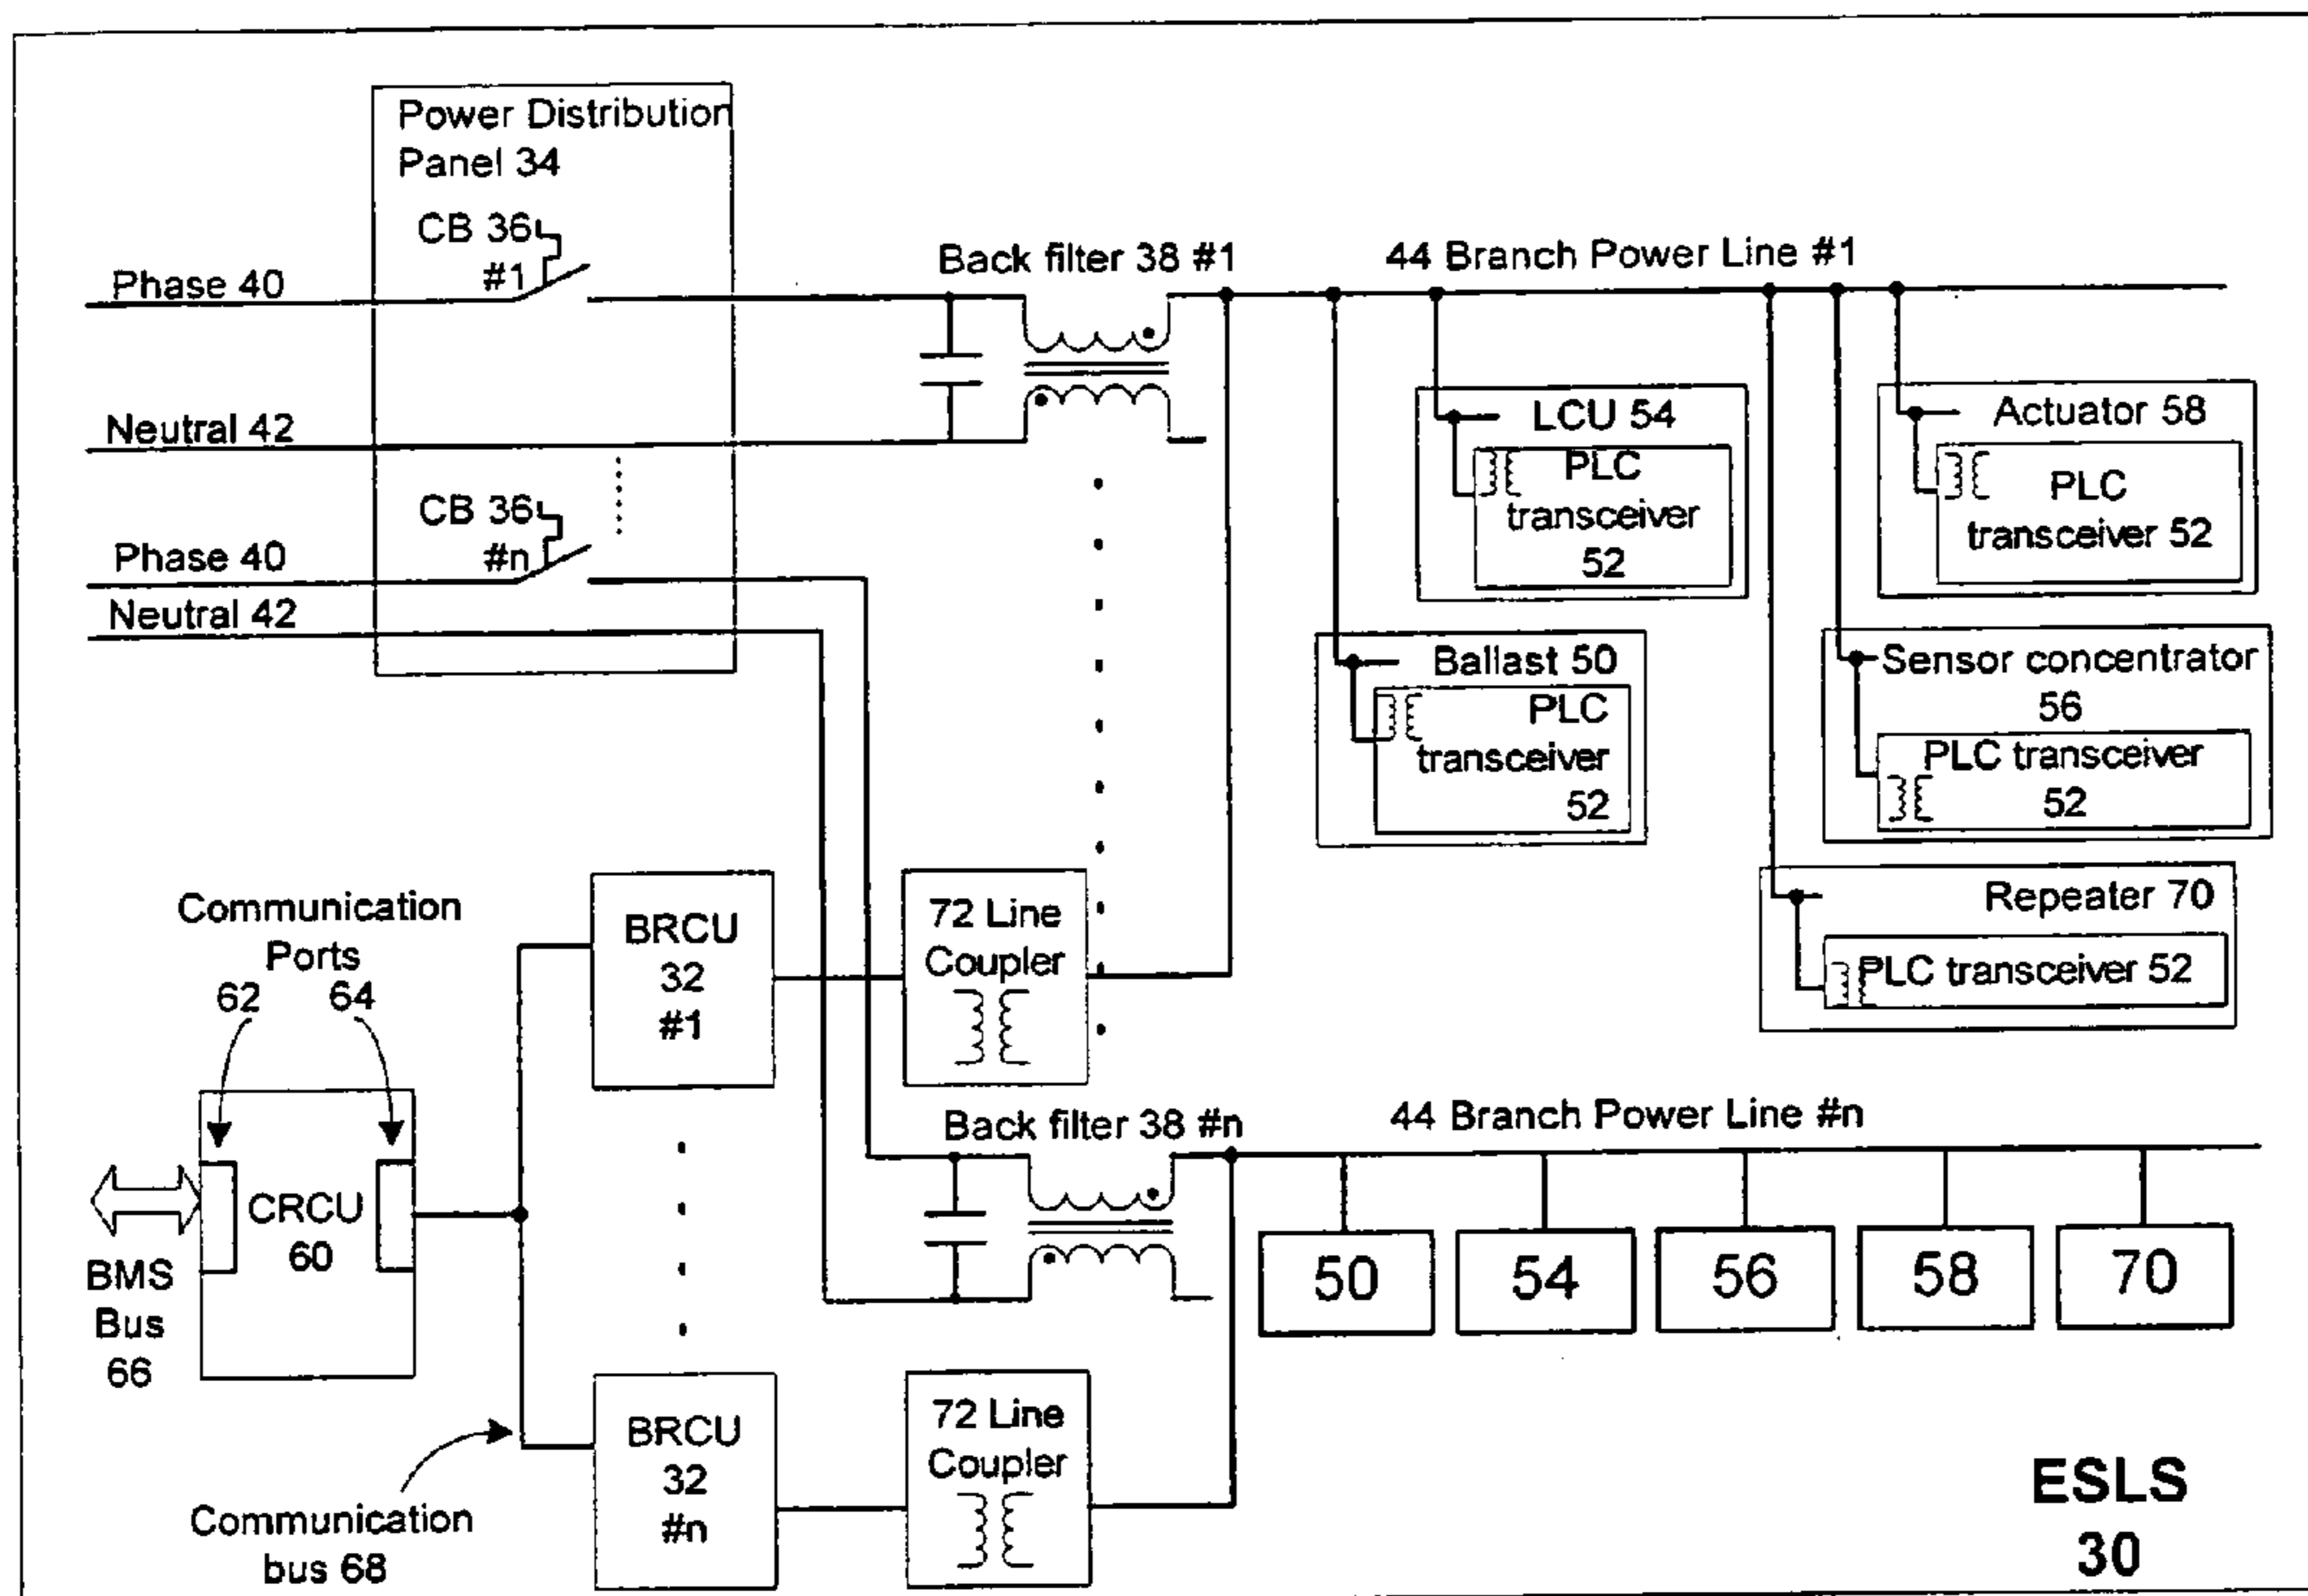 Power Distribution
Panel 34
CB 36
#1
Phase 40
Neutral 42
CB 36
#n
Phase 40
Neutral 42
Back filter 38 #1
44 Branch Power Line #1
LCU 54
PLC
transceiver
52
Actuator 58
PLC
transceiver 52
Ballast 50
PLC
transceiver
52
Sensor concentrator
56
PLC transceiver
52
Repeater 70
PLC transceiver 52
Communication
Ports
62 64
BRCU
32
#1
72 Line
Coupler
CRCU
60
BMS
Bus
66
Back filter 38 #n
44 Branch Power Line #n
50 54 56 58 70
BRCU
32
#n
72 Line
Coupler
Communication
bus 68
ESLS
30